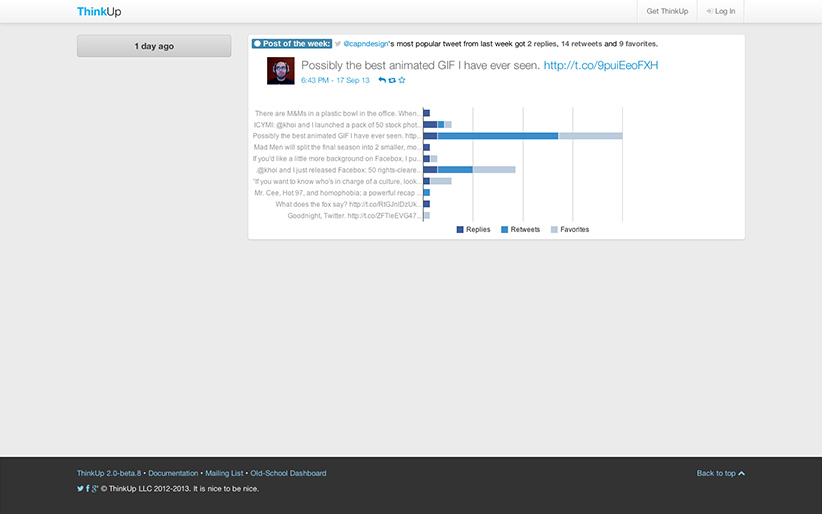 ThinkUp
Get ThinkUp
Log In
1 day ago
Post of the week: @capndesign's most popular tweet from last week got 2 replies, 14 retweets and 9 favorites.
Possibly the best animated GIF I have ever seen. http://t.co/9puiEeoFXH
6:43 PM - 17 Sep 13
There are M&Ms in a plastic bowl in the office. When...
ICYMI: @khoi and I launched a pack of 50 stock phot...
Possibly the best animated GIF I have ever seen. http...
Mad Men will split the final season into 2 smaller, mo...
If you'd like a little more background on Facebox, I pu...
.@khoi and I just released Facebox: 50 rights-cleare...
"If you want to know who's in charge of a culture, look...
Mr. Cee, Hot 97, and homophobia; a powerful recap ...
What does the fox say?
Goodnight, Twitter.
Replies Retweets Favorites
ThinkUp 2.0-beta.8 • Documentation • Mailing List • Old-School Dashboard
Back to top
© ThinkUp LLC 2012-2013. It is nice to be nice.